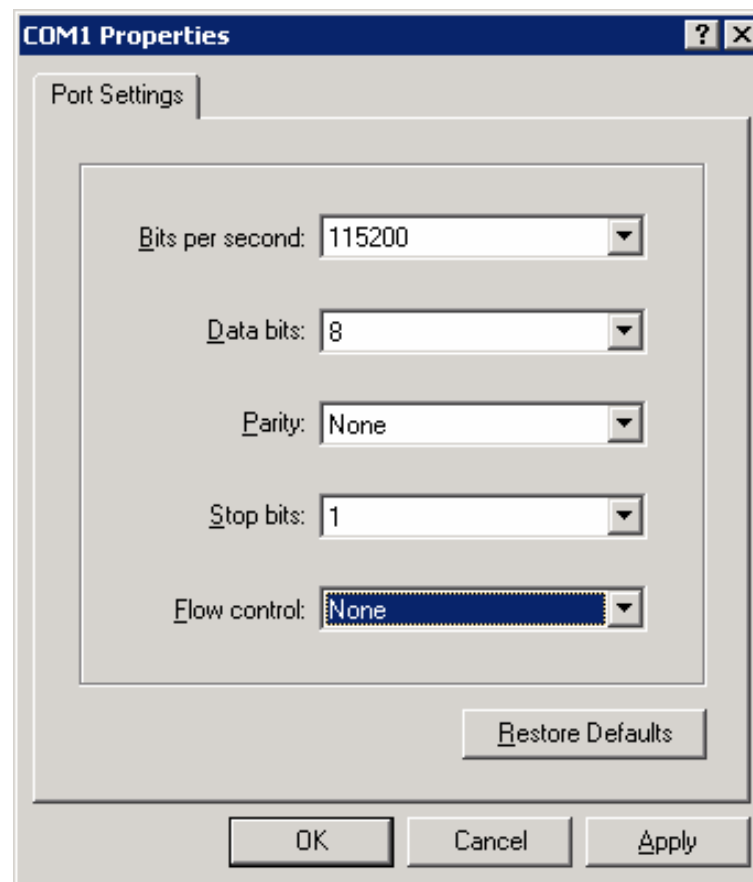 COM1 Properties
Port Settings
Bits per second: 115200
Data bits: 8
Parity: None
Stop bits: 1
Flow control: None
Restore Defaults
OK Cancel Apply